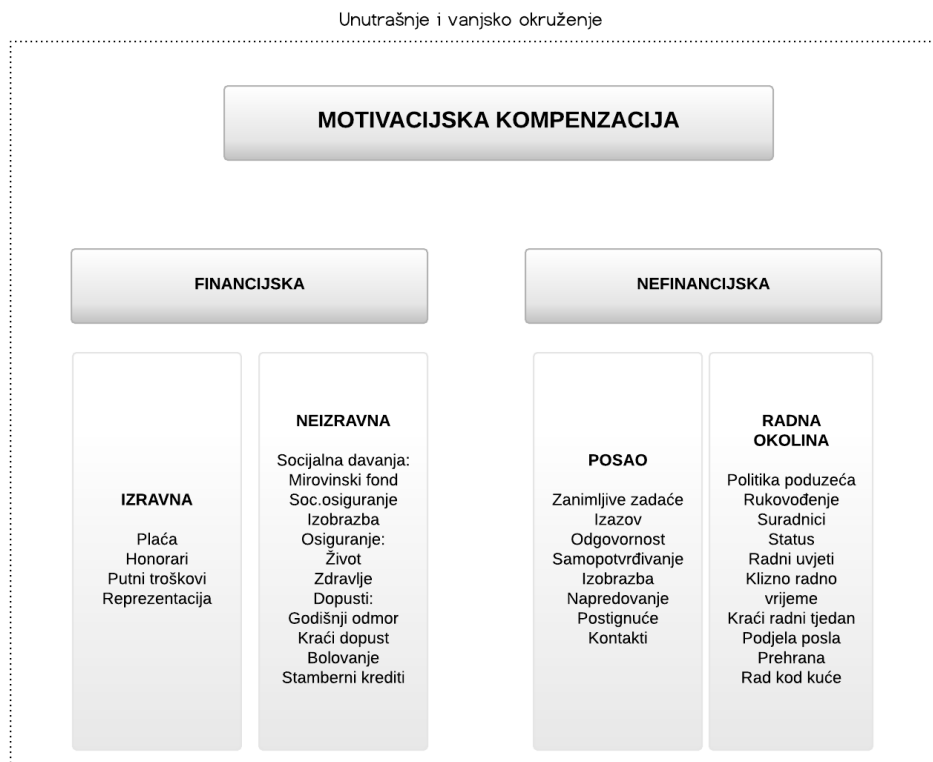 Unutrašnje i vanjsko okruženje
MOTIVACIJSKA KOMPENZACIJA
FINANCIJSKA
NEFINANCIJSKA
IZRAVNA
Plaća
Honorari
Putni troškovi
Reprezentacija
NEIZRAVNA
Socijalna davanja:
Mirovinski fond
Soc.osiguranje
Izobrazba
Osiguranje:
Život
Zdravlje
Dopusti:
Godišnji odmor
Kraći dopust
Bolovanje
Stamberni krediti
POSAO
Zanimljive zadaće
Izazov
Odgovornost
Samopotvrđivanje
Izobrazba
Napredovanje
Postignuće
Kontakti
RADNA
OKOLINA
Politika poduzeća
Rukovođenje
Suradnici
Status
Radni uvjeti
Klizno radno
vrijeme
Kraći radni tjedan
Podjela posla
Prehrana
Rad kod kuće